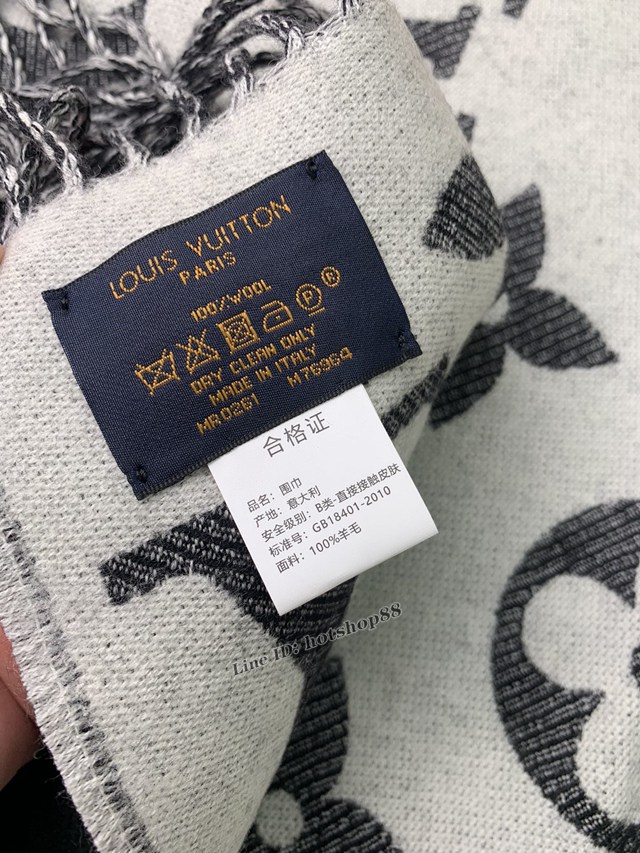 LOUIS VUITTON
PARIS
100/'WOOL
P ®
DRY CLEAN ONLY
MADE IN ITALY
MR0261 M76964
合格证
品名：围巾
产地：意大利
安全级别：B类-直接接触皮肤
标准号：GB18401-2010
面料：100%羊毛
Line ID：hotshop88